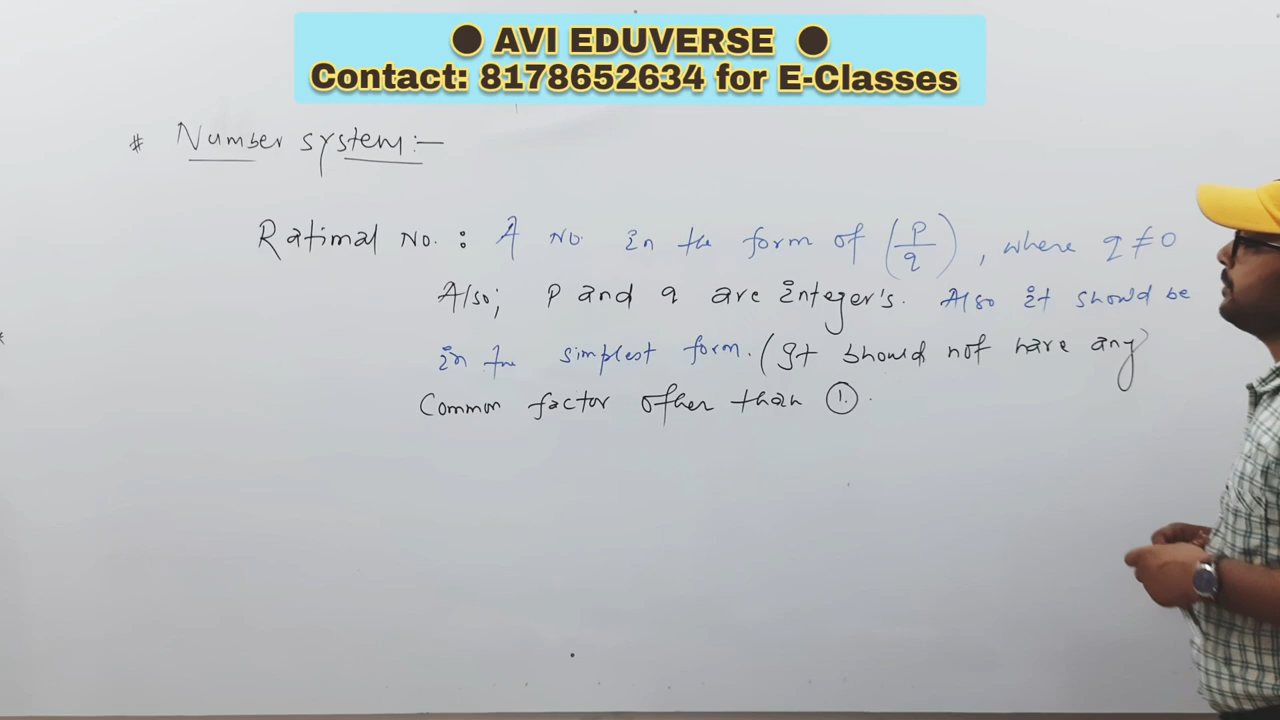 ● AVI EDUVERSE ●
Contact: 8178652634 for E-Classes
# Number system:-
Rational No. : A No. in the form of (p/q), where q ≠ 0
Also; p and q are integer's. Also it should be
in the simplest form. (It should not have any
Common factor other than ①.